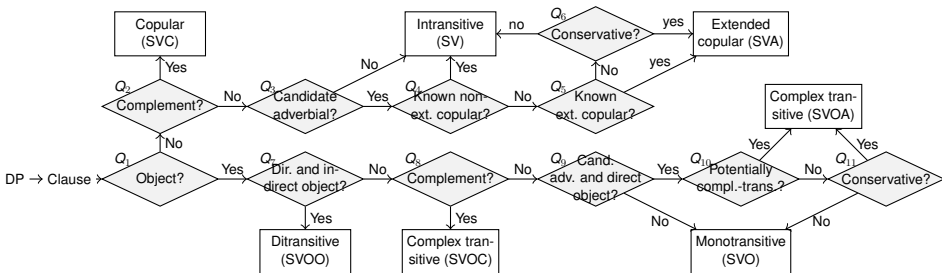 Copular
(SVC)
Intransitive
(SV)
Extended
copular (SVA)
Q6
Conservative?
no
yes
Yes
No
Yes
No
yes
Q2
Complement?
No
Q3
Candidate
adverbial?
Yes
Q4
Known non-
ext. copular?
No
Q5
Known
ext. copular?
Complex tran-
sitive (SVOA)
No
Yes
Yes
DP → Clause
Q1
Object?
Yes
Q7
Dir. and in-
direct object?
No
Q8
Complement?
No
Q9
Cand.
adv. and direct
object?
Yes
Q10
Potentially
compl.-trans.?
No
Q11
Conservative?
Yes
Yes
No
No
Ditransitive
(SVOO)
Complex tran-
sitive (SVOC)
Monotransitive
(SVO)